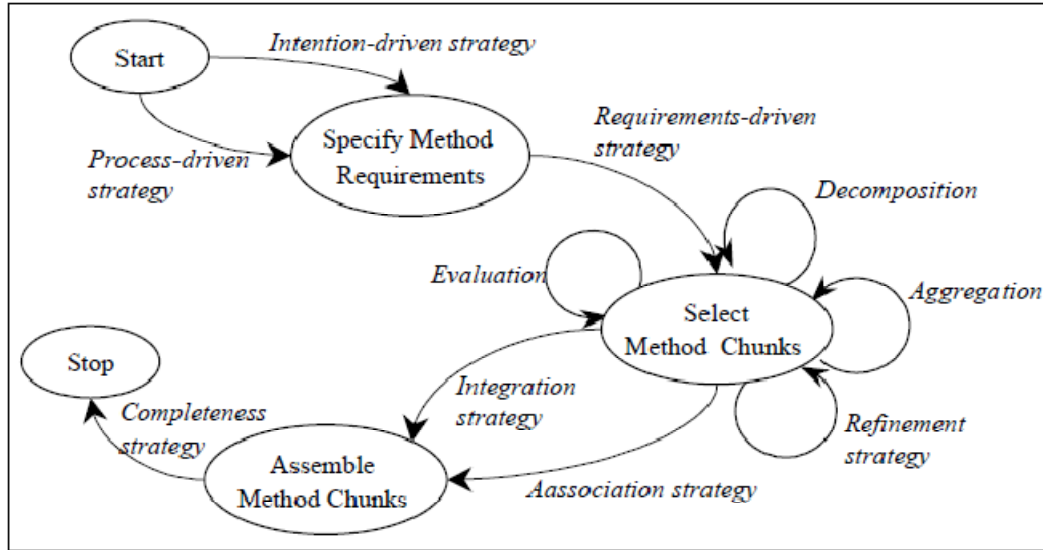 Start
Intention-driven strategy
Process-driven
strategy
Specify Method
Requirements
Requirements-driven
strategy
Decomposition
Evaluation
Aggregation
Select
Method Chunks
Stop
Integration
strategy
Completeness
strategy
Refinement
strategy
Assemble
Method Chunks
Aassociation strategy